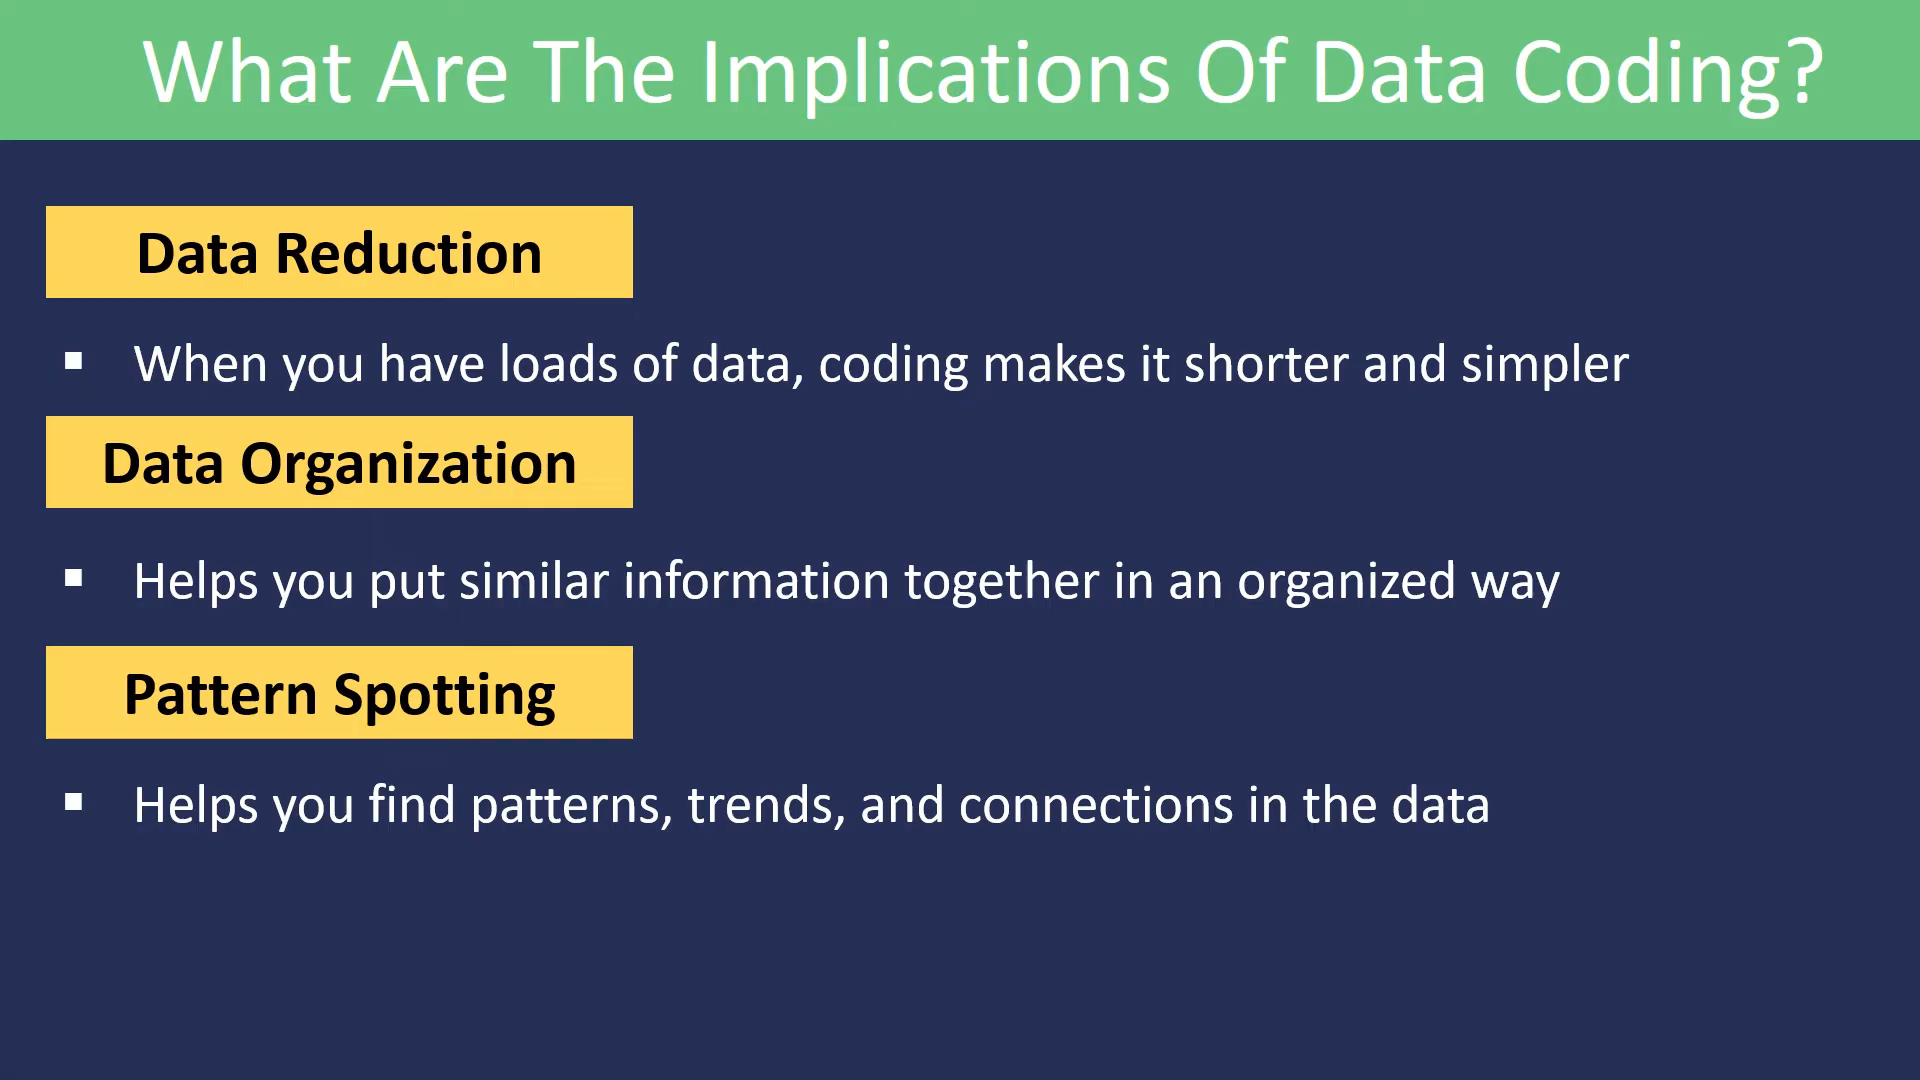 What Are The Implications Of Data Coding?
Data Reduction
▪ When you have loads of data, coding makes it shorter and simpler
Data Organization
▪ Helps you put similar information together in an organized way
Pattern Spotting
▪ Helps you find patterns, trends, and connections in the data